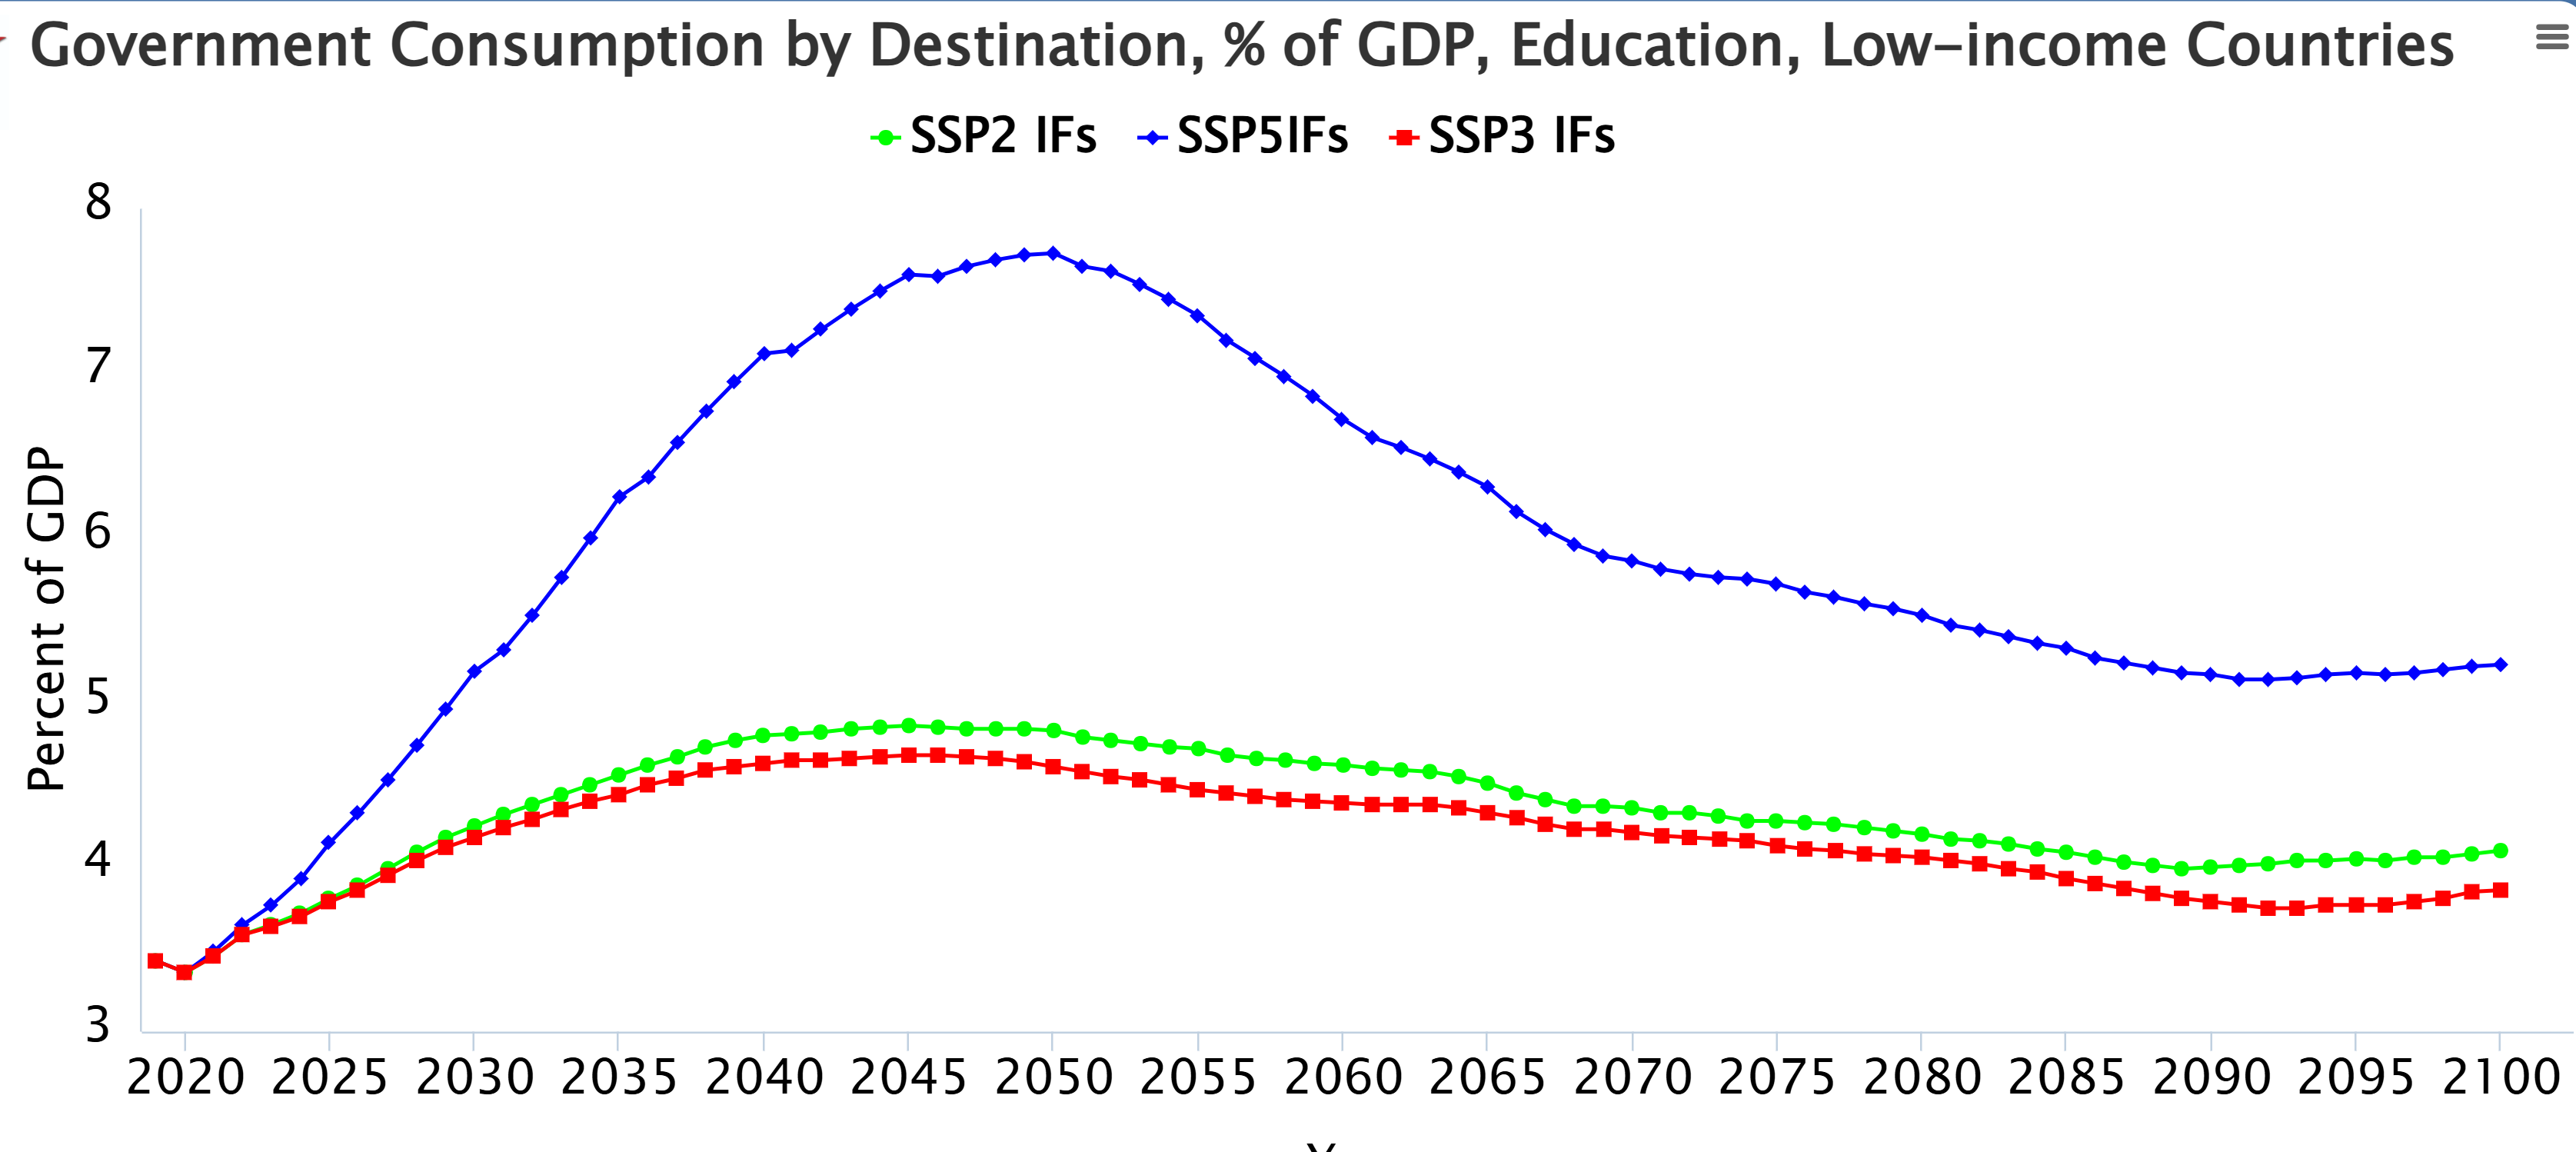 Government Consumption by Destination, % of GDP, Education, Low-income Countries
SSP2 IFs SSP5IFs SSP3 IFs
8
7
6
5
4
3
Percent of GDP
2020 2025 2030 2035 2040 2045 2050 2055 2060 2065 2070 2075 2080 2085 2090 2095 2100